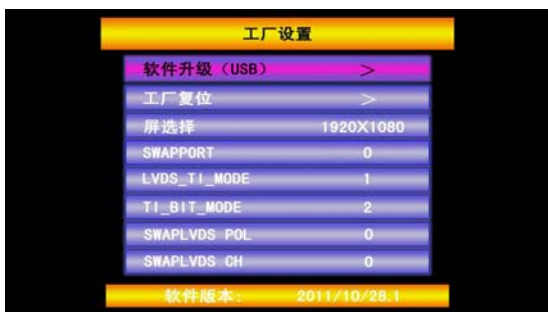 工厂设置
软件升级（USB） >
工厂复位 >
屏选择 1920X1080
SWAPPORT 0
LVDS_TI_MODE 1
TI_BIT_MODE 2
SWAPLVDS POL 0
SWAPLVDS CH 0
软件版本: 2011/10/28.1